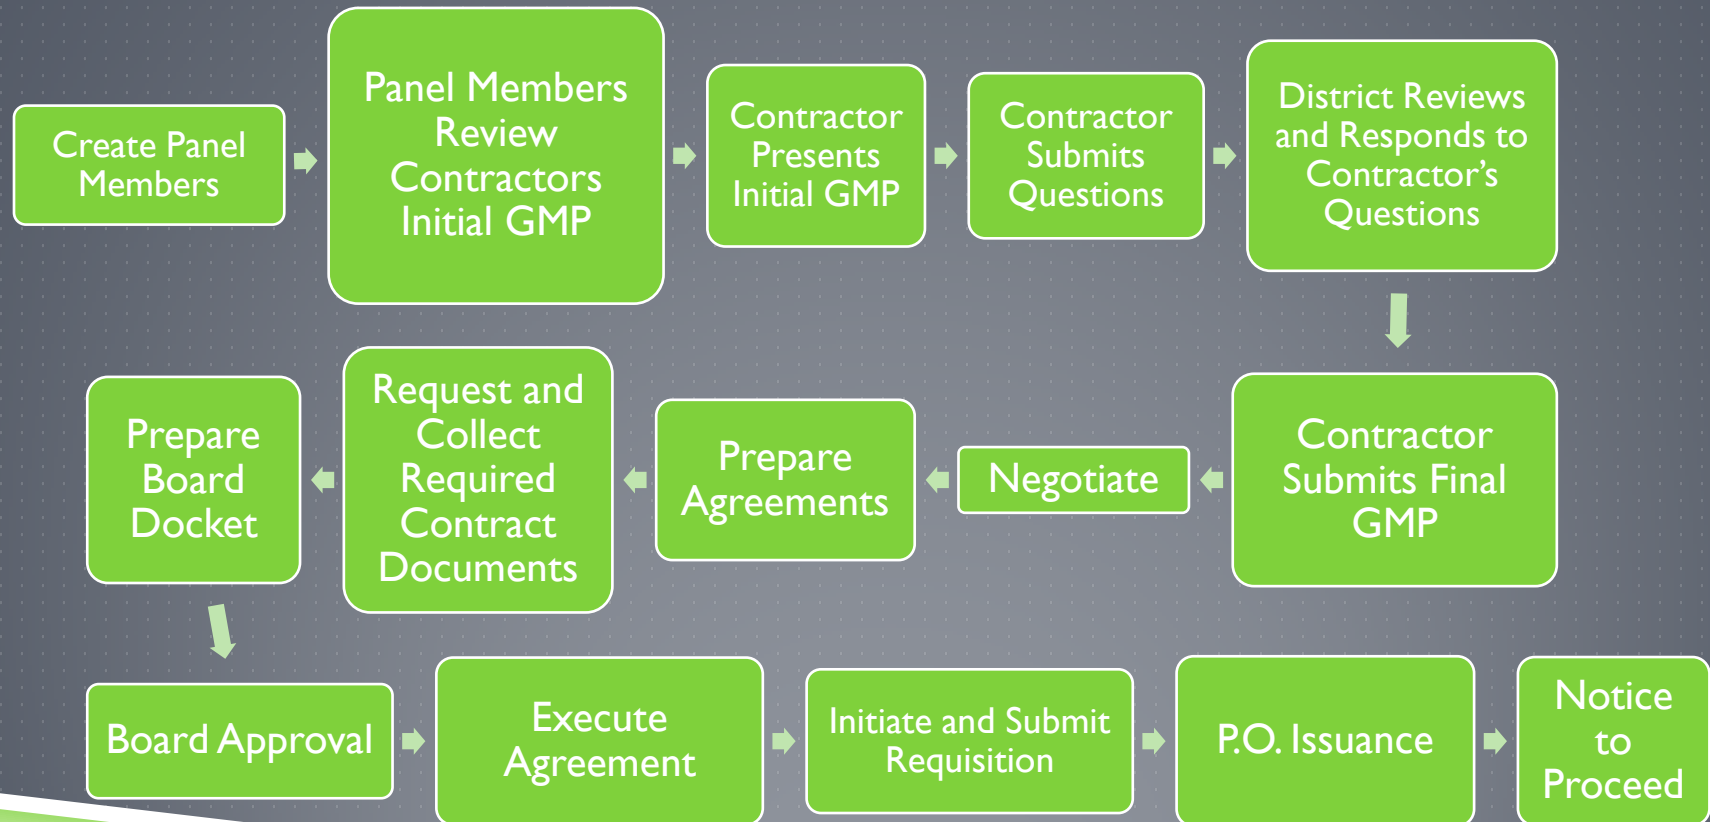 Create Panel
Members
Panel Members
Review
Contractors
Initial GMP
Contractor
Presents
Initial GMP
Contractor
Submits
Questions
District Reviews
and Responds to
Contractor’s
Questions
Contractor
Submits Final
GMP
Negotiate
Prepare
Agreements
Request and
Collect
Required
Contract
Documents
Prepare
Board
Docket
Board Approval
Execute
Agreement
Initiate and Submit
Requisition
P.O. Issuance
Notice
to
Proceed